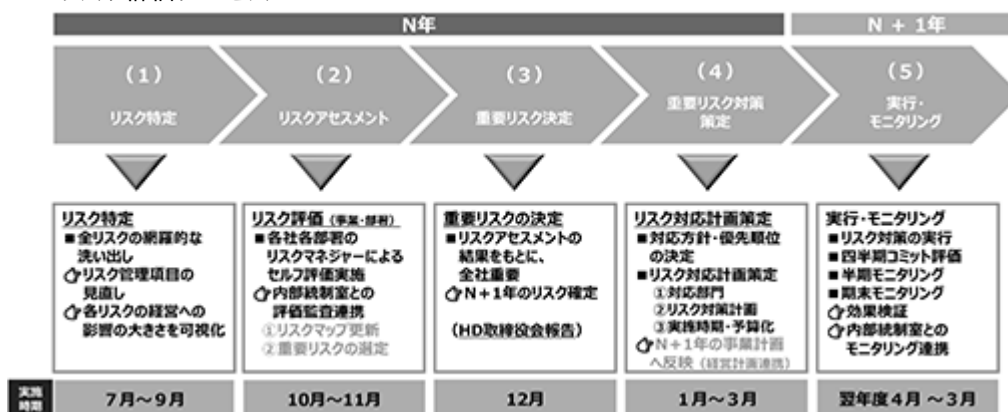 N年
N + 1年
（1）
リスク特定
（2）
リスクアセスメント
（3）
重要リスク決定
（4）
重要リスク対策
策定
（5）
実行・
モニタリング
リスク特定
■全リスクの網羅的な
洗い出し
リスク管理項目の
見直し
各リスクの経営への
影響の大きさを可視化
リスク評価（事業・部署）
■各社各部署の
リスクマネジャーによる
セルフ評価実施
内部統制室との
評価監査連携
①リスクマップ更新
②重要リスクの選定
重要リスクの決定
■リスクアセスメントの
結果をもとに、
全社重要
N＋1年のリスク確定
（HD取締役会報告）
リスク対応計画策定
■対応方針・優先順位
の決定
■リスク対応計画策定
①対応部門
②リスク対策計画
③実施時期・予算化
N＋1年の事業計画
へ反映（経営計画連携）
実行・モニタリング
■リスク対策の実行
■四半期コミット評価
■半期モニタリング
■期末モニタリング
効果検証
内部統制室との
モニタリング連携
実施
時期
7月～9月
10月～11月
12月
1月～3月
翌年度4月～3月